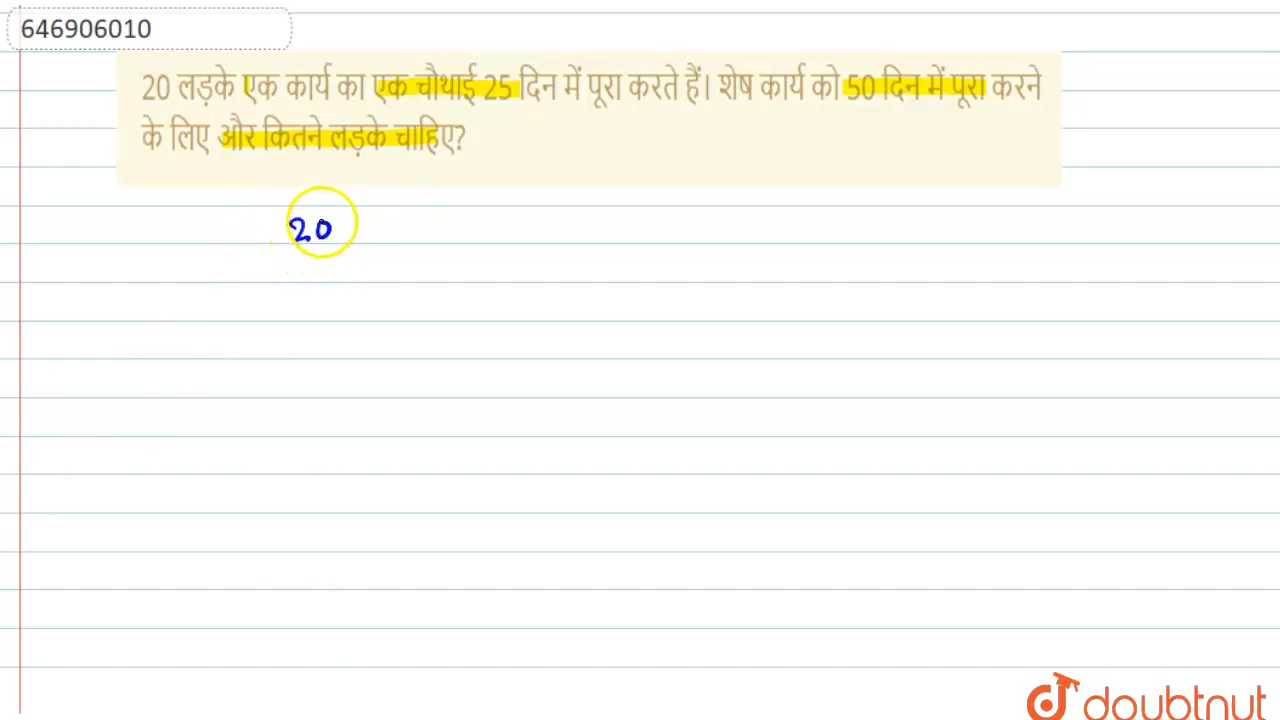 646906010
20 लड़के एक कार्य का एक चौथाई 25 दिन में पूरा करते हैं। शेष कार्य को 50 दिन में पूरा करने
के लिए और कितने लड़के चाहिए?
20
doubtnut